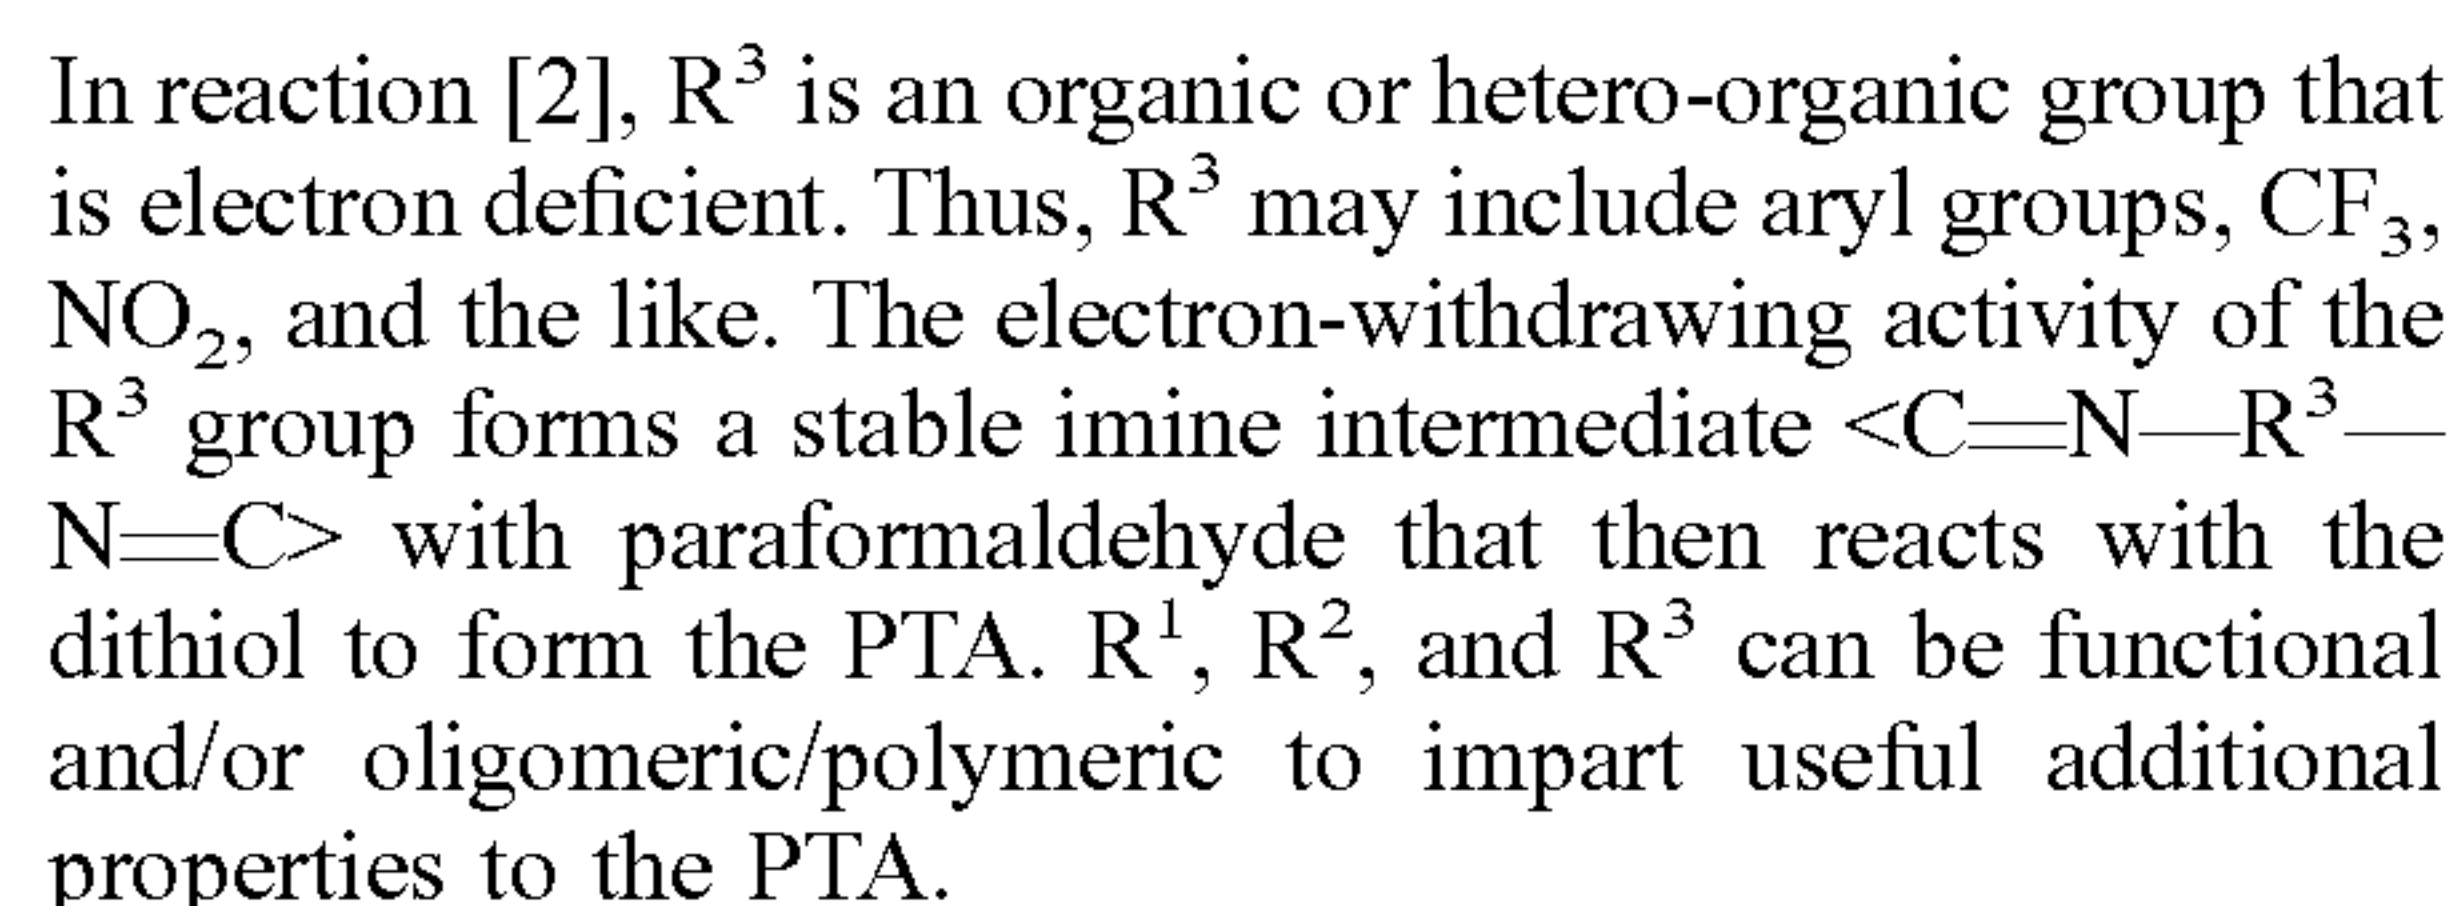 In reaction [2], R³ is an organic or hetero-organic group that
is electron deficient. Thus, R³ may include aryl groups, CF₃,
NO₂, and the like. The electron-withdrawing activity of the
R³ group forms a stable imine intermediate <C═N—R³—
N═C> with paraformaldehyde that then reacts with the
dithiol to form the PTA. R¹, R², and R³ can be functional
and/or oligomeric/polymeric to impart useful additional
properties to the PTA.